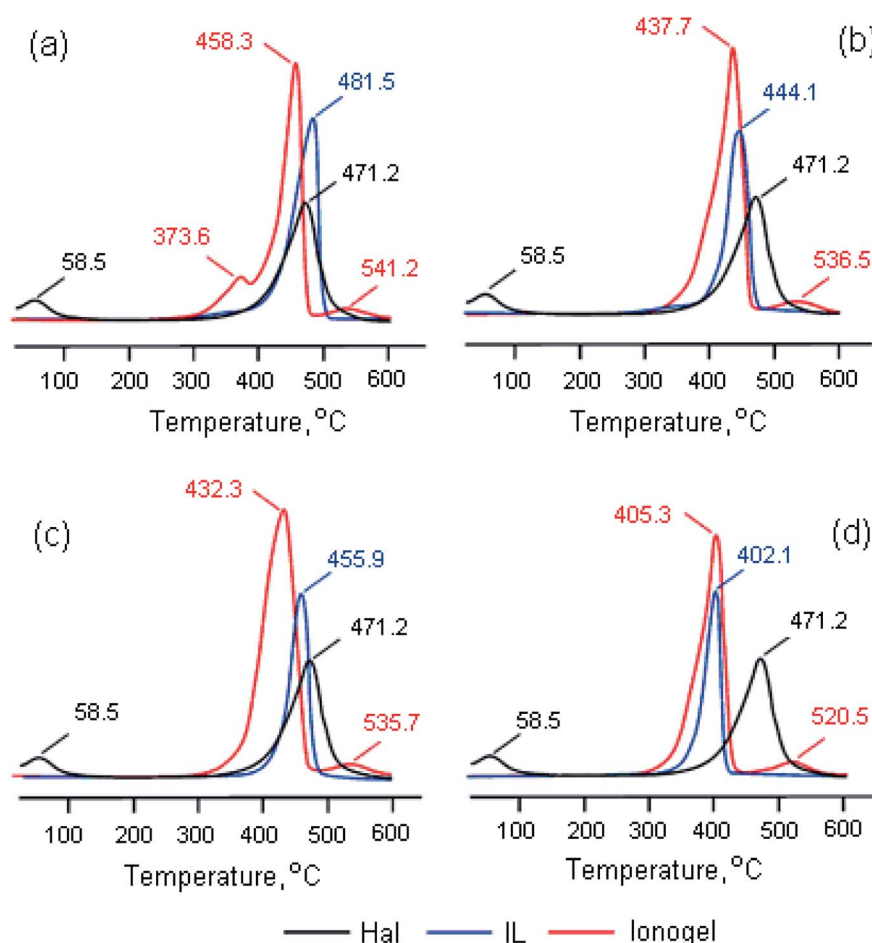 (a)
458.3
481.5
471.2
373.6
58.5
541.2
100 200 300 400 500 600
Temperature, °C
(b)
437.7
444.1
471.2
58.5
536.5
100 200 300 400 500 600
Temperature, °C
(c)
432.3
455.9
471.2
58.5
535.7
100 200 300 400 500 600
Temperature, °C
(d)
405.3
402.1
471.2
58.5
520.5
100 200 300 400 500 600
Temperature, °C
Hal IL Ionogel